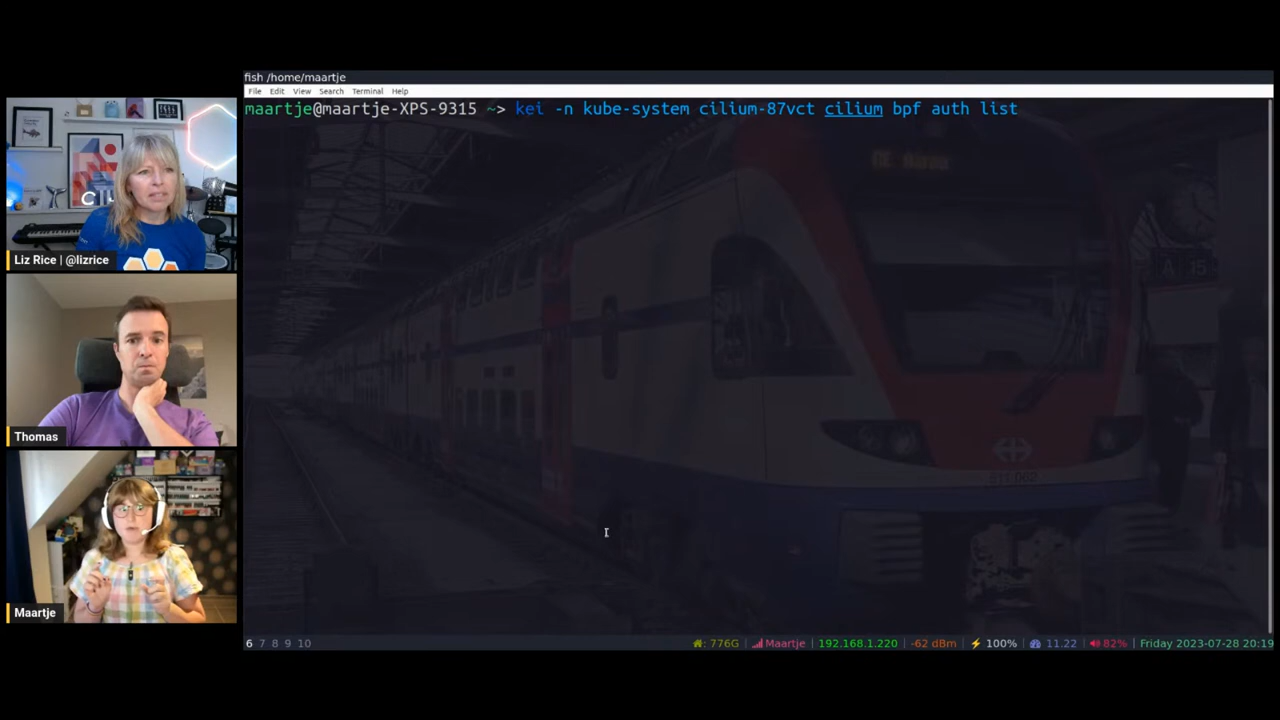 fish /home/maartje
File Edit View Search Terminal Help
maartje@maartje-XPS-9315 ~> kei -n kube-system cilium-87vct cilium bpf auth list
Liz Rice | @lizrice
Thomas
Maartje
6 7 8 9 10
: 776G | Maartje | 192.168.1.220 | -62 dBm | 100% | 11.22 | 82% | Friday 2023-07-28 20:19